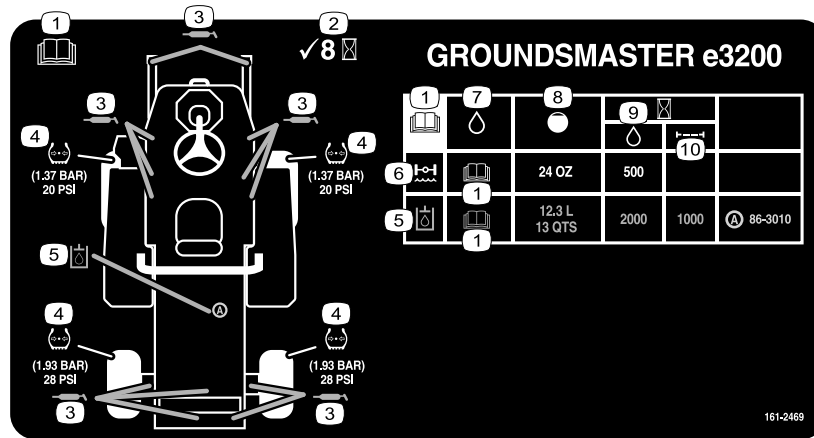 1
3
2
✓8
GROUNDSMASTER e3200
3
3
4
(1.37 BAR)
20 PSI
4
(1.37 BAR)
20 PSI
5
A
4
(1.93 BAR)
28 PSI
4
(1.93 BAR)
28 PSI
3
3
1
7
8
9
10
6
1
24 OZ
500
5
1
12.3 L
13 QTS
2000
1000
A 86-3010
161-2469